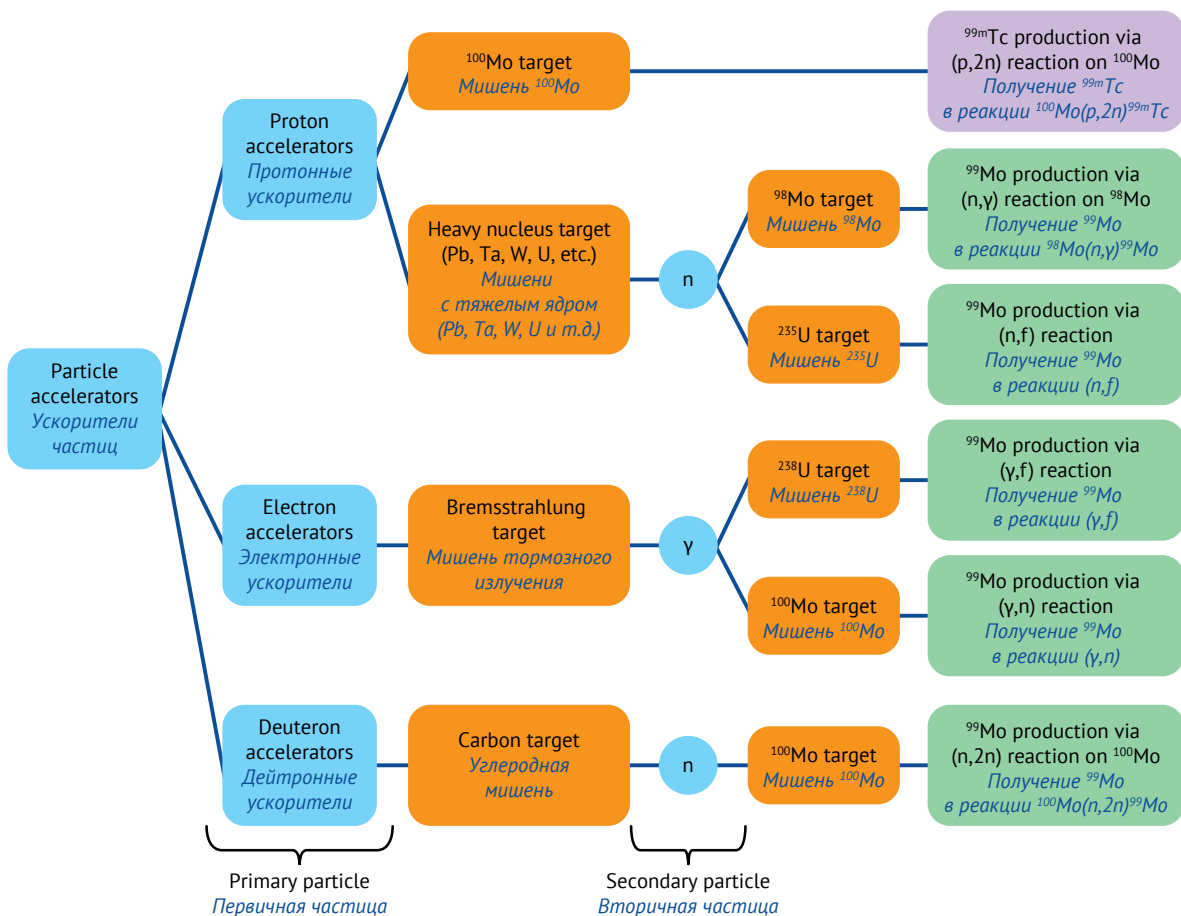 Particle
accelerators
Ускорители
частиц
Proton
accelerators
Протонные
ускорители
¹⁰⁰Mo target
Мишень ¹⁰⁰Mo
⁹⁹ᵐTc production via
(p,2n) reaction on ¹⁰⁰Mo
Получение ⁹⁹ᵐTc
в реакции ¹⁰⁰Mo(p,2n)⁹⁹ᵐTc
Heavy nucleus target
(Pb, Ta, W, U, etc.)
Мишени
с тяжелым ядром
(Pb, Ta, W, U и т.д.)
n
⁹⁸Mo target
Мишень ⁹⁸Mo
⁹⁹Mo production via
(n,γ) reaction on ⁹⁸Mo
Получение ⁹⁹Mo
в реакции ⁹⁸Mo(n,γ)⁹⁹Mo
²³⁵U target
Мишень ²³⁵U
⁹⁹Mo production via
(n,f) reaction
Получение ⁹⁹Mo
в реакции (n,f)
Electron
accelerators
Электронные
ускорители
Bremsstrahlung
target
Мишень тормозного
излучения
γ
²³⁸U target
Мишень ²³⁸U
⁹⁹Mo production via
(γ,f) reaction
Получение ⁹⁹Mo
в реакции (γ,f)
¹⁰⁰Mo target
Мишень ¹⁰⁰Mo
⁹⁹Mo production via
(γ,n) reaction
Получение ⁹⁹Mo
в реакции (γ,n)
Deuteron
accelerators
Дейтронные
ускорители
Carbon target
Углеродная
мишень
n
¹⁰⁰Mo target
Мишень ¹⁰⁰Mo
⁹⁹Mo production via
(n,2n) reaction on ¹⁰⁰Mo
Получение ⁹⁹Mo
в реакции ¹⁰⁰Mo(n,2n)⁹⁹Mo
Primary particle
Первичная частица
Secondary particle
Вторичная частица